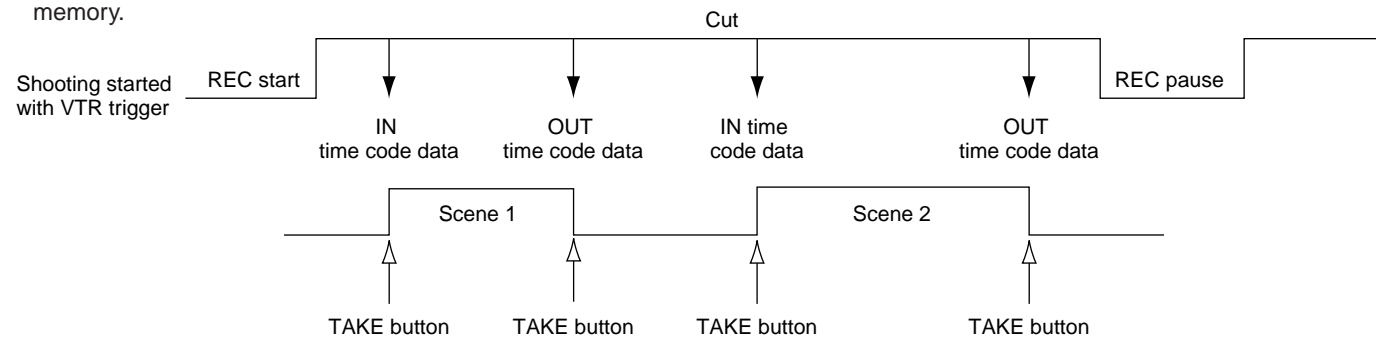 memory.
Cut
Shooting started
with VTR trigger
REC start
REC pause
IN
time code data
OUT
time code data
IN time
code data
OUT
time code data
Scene 1
Scene 2
TAKE button
TAKE button
TAKE button
TAKE button